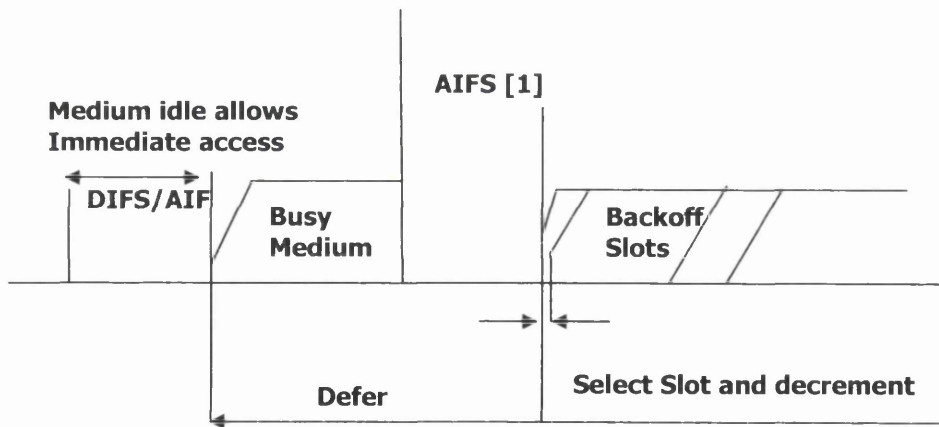 AIFS [1]
Medium idle allows
Immediate access
DIFS/AIF
Busy
Medium
Backoff
Slots
Defer
Select Slot and decrement